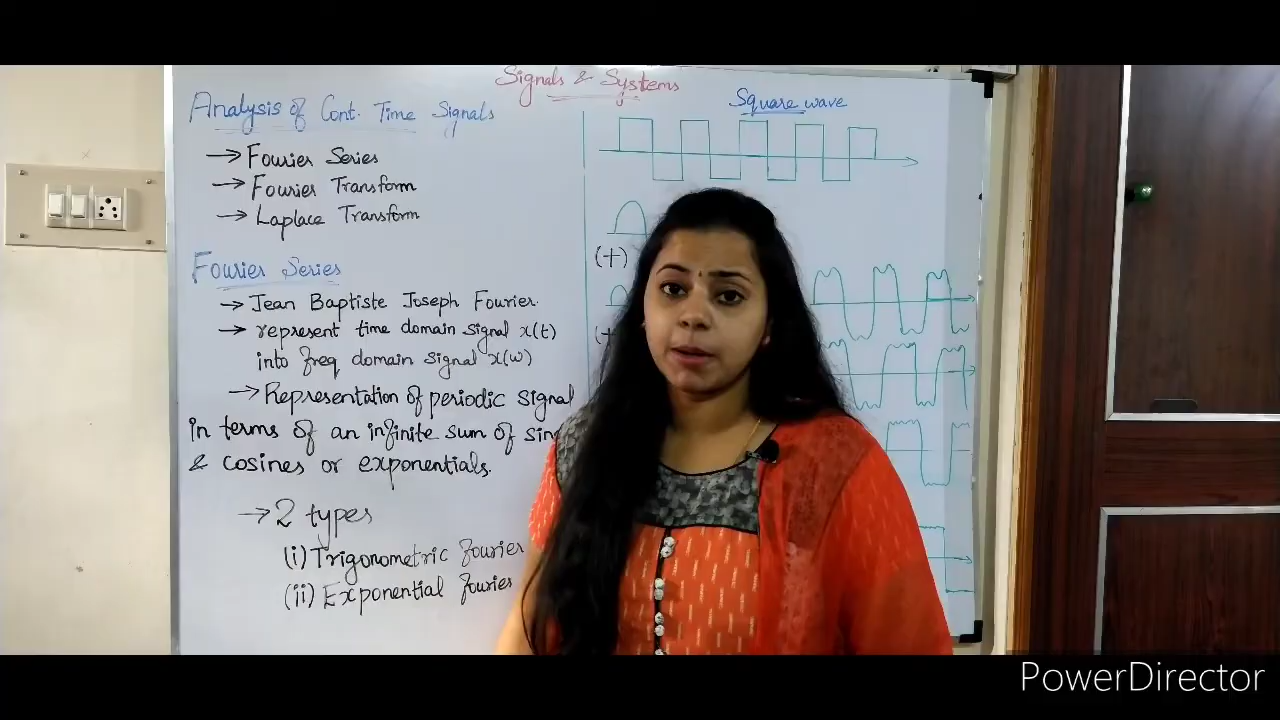 Signals & Systems
Analysis of Cont. Time Signals
→ Fourier Series
→ Fourier Transform
→ Laplace Transform
Fourier Series
→ Jean Baptiste Joseph Fourier.
→ represent time domain signal x(t)
into freq domain signal x(w)
→ Representation of periodic signal
in terms of an infinite sum of
& cosines or exponentials.
→ 2 types
(i) Trigonometric fourier
(ii) Exponential fourier
Square wave
(+)
PowerDirector